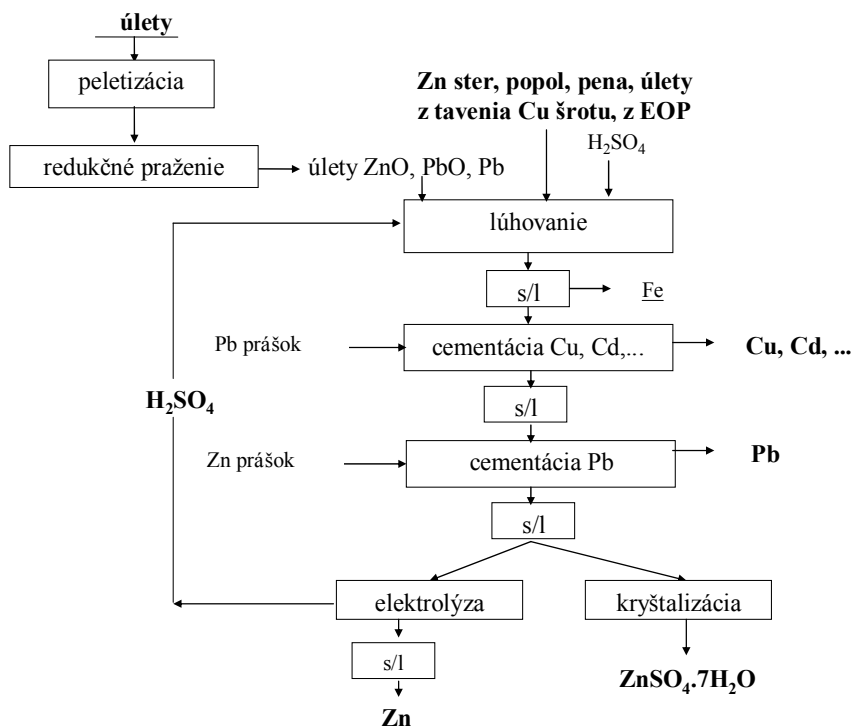 úlety
peletizácia
Zn ster, popol, pena, úlety
z tavenia Cu šrotu, z EOP
H₂SO₄
redukčné praženie
úlety ZnO, PbO, Pb
lúhovanie
s/l
Fe
Pb prášok
cementácia Cu, Cd,...
Cu, Cd, ...
H₂SO₄
s/l
Zn prášok
cementácia Pb
Pb
s/l
elektrolýza
kryštalizácia
s/l
ZnSO₄.7H₂O
Zn